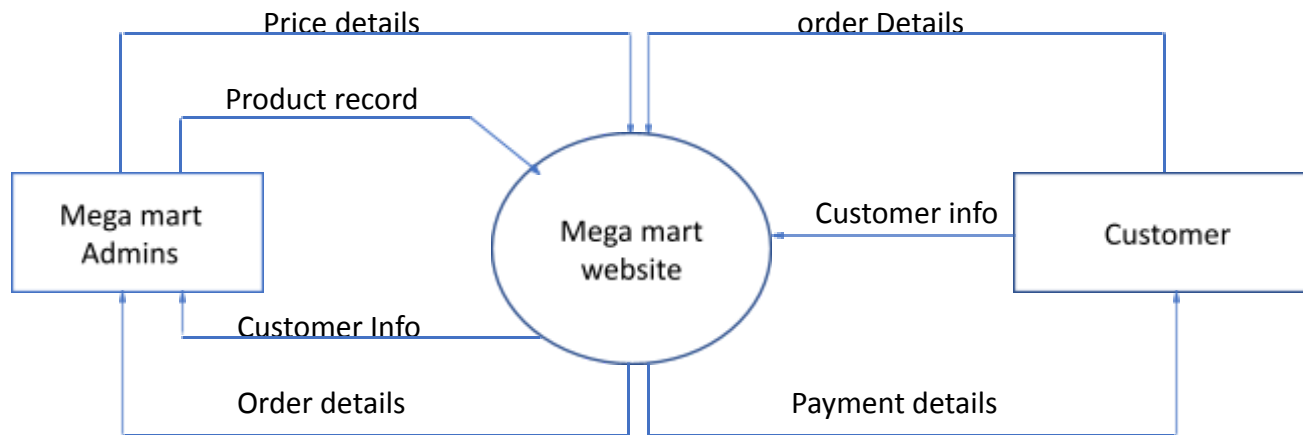 Price details
order Details
Product record
Mega mart
Admins
Mega mart
website
Customer info
Customer
Customer Info
Order details
Payment details